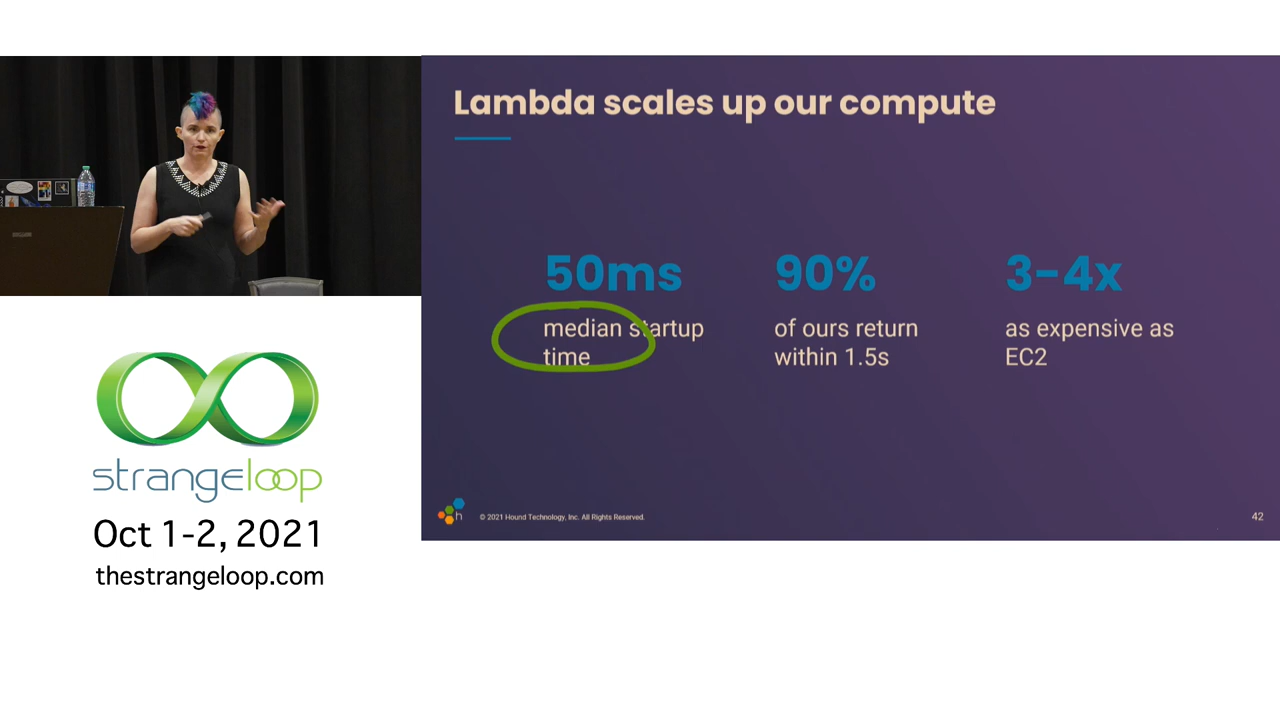 Lambda scales up our compute
50ms
median startup
time
90%
of ours return
within 1.5s
3-4x
as expensive as
EC2
h
© 2021 Hound Technology, Inc. All Rights Reserved.
42
strangeloop
Oct 1-2, 2021
thestrangeloop.com